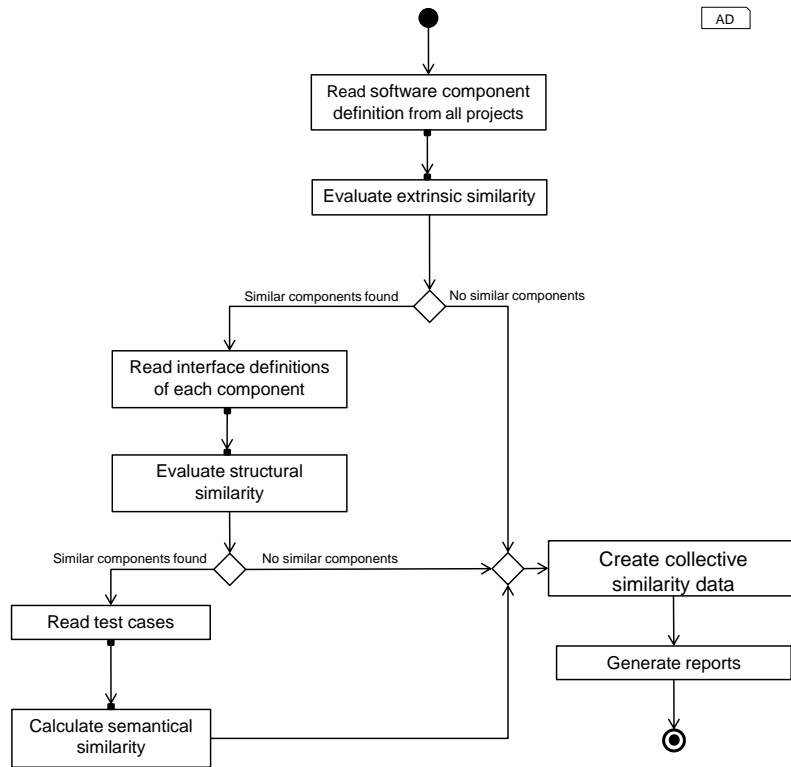 AD
Read software component
definition from all projects
Evaluate extrinsic similarity
Similar components found
No similar components
Read interface definitions
of each component
Evaluate structural
similarity
Similar components found
No similar components
Create collective
similarity data
Read test cases
Generate reports
Calculate semantical
similarity